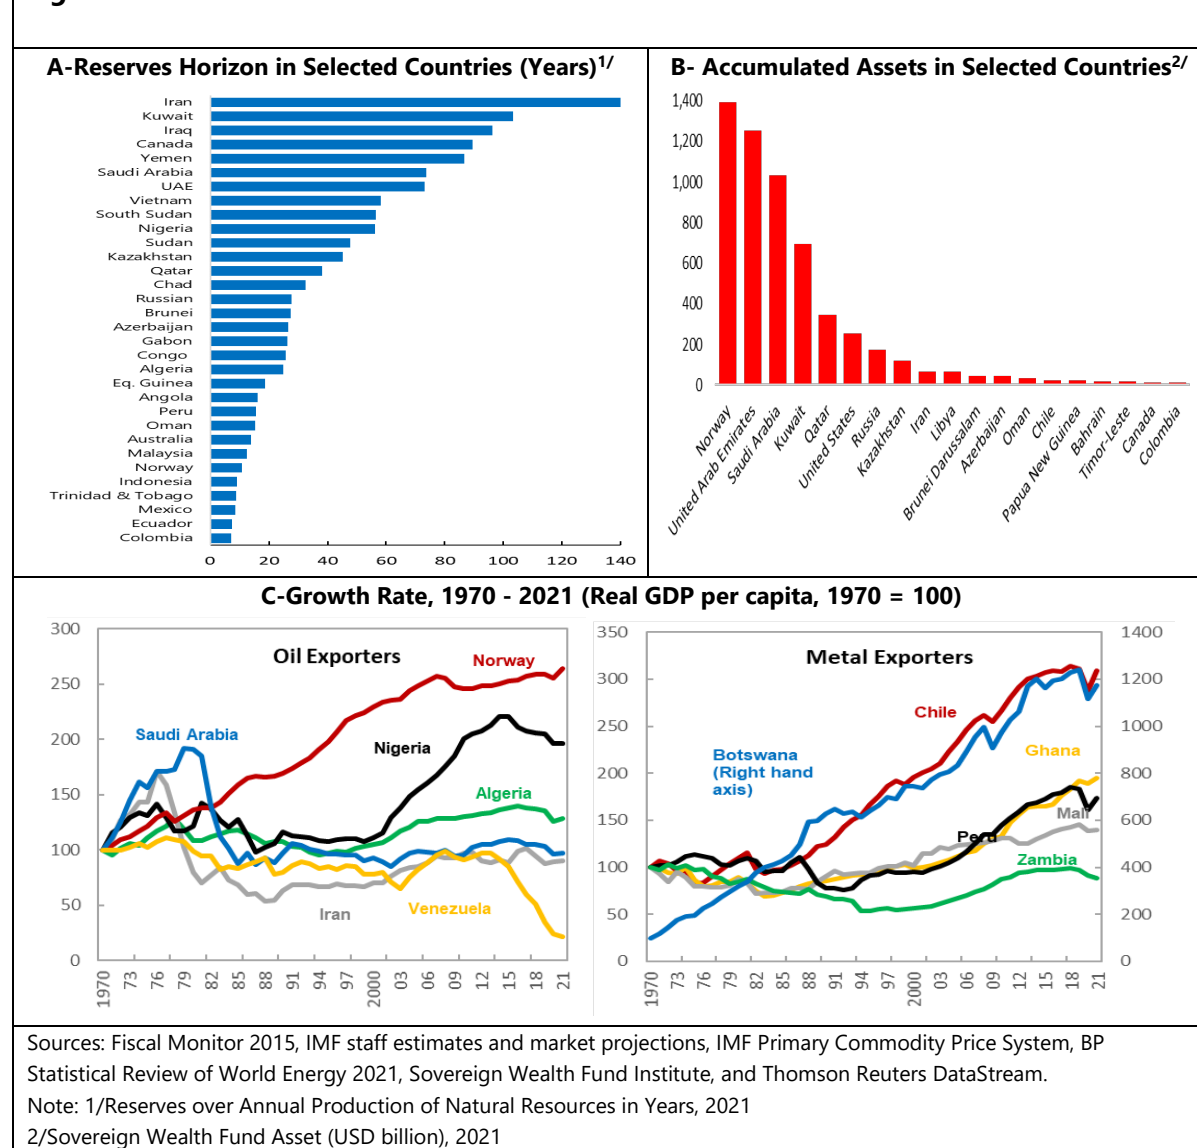 A-Reserves Horizon in Selected Countries (Years)1/
Iran
Kuwait
Iraq
Canada
Yemen
Saudi Arabia
UAE
Vietnam
South Sudan
Nigeria
Sudan
Kazakhstan
Qatar
Chad
Russian
Brunei
Azerbaijan
Gabon
Congo
Algeria
Eq. Guinea
Angola
Peru
Oman
Australia
Malaysia
Norway
Indonesia
Trinidad & Tobago
Mexico
Ecuador
Colombia
0 20 40 60 80 100 120 140
B- Accumulated Assets in Selected Countries2/
1,400
1,200
1,000
800
600
400
200
0
Norway
United Arab Emirates
Saudi Arabia
Kuwait
Qatar
United States
Russia
Kazakhstan
Iran
Libya
Brunei Darussalam
Azerbaijan
Oman
Chile
Papua New Guinea
Bahrain
Timor-Leste
Canada
Colombia
C-Growth Rate, 1970 - 2021 (Real GDP per capita, 1970 = 100)
300
250
200
150
100
50
0
Oil Exporters
Norway
Saudi Arabia
Nigeria
Algeria
Iran
Venezuela
1970 73 76 79 82 85 88 91 94 97 2000 03 06 09 12 15 18 21
350
300
250
200
150
100
50
0
Metal Exporters
Chile
Botswana
(Right hand
axis)
Ghana
Mali
Peru
Zambia
1400
1200
1000
800
600
400
200
0
1970 73 76 79 82 85 88 91 94 97 2000 03 06 09 12 15 18 21
Sources: Fiscal Monitor 2015, IMF staff estimates and market projections, IMF Primary Commodity Price System, BP
Statistical Review of World Energy 2021, Sovereign Wealth Fund Institute, and Thomson Reuters DataStream.
Note: 1/Reserves over Annual Production of Natural Resources in Years, 2021
2/Sovereign Wealth Fund Asset (USD billion), 2021